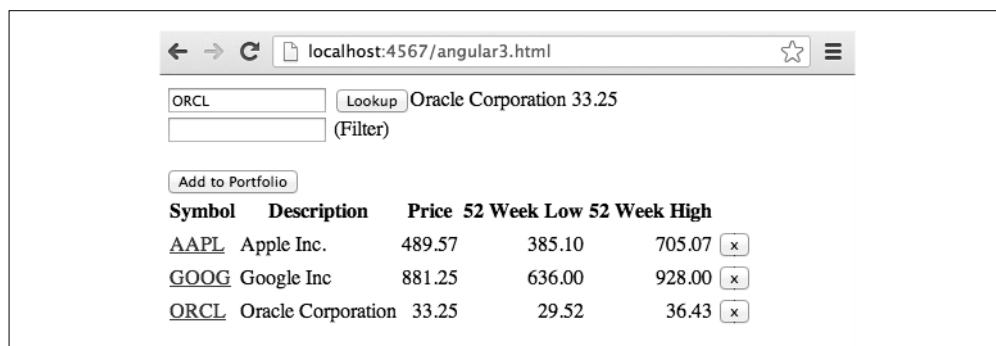 localhost:4567/angular3.html
ORCL Lookup Oracle Corporation 33.25
(Filter)
Add to Portfolio
Symbol Description Price 52 Week Low 52 Week High
AAPL Apple Inc. 489.57 385.10 705.07 x
GOOG Google Inc 881.25 636.00 928.00 x
ORCL Oracle Corporation 33.25 29.52 36.43 x